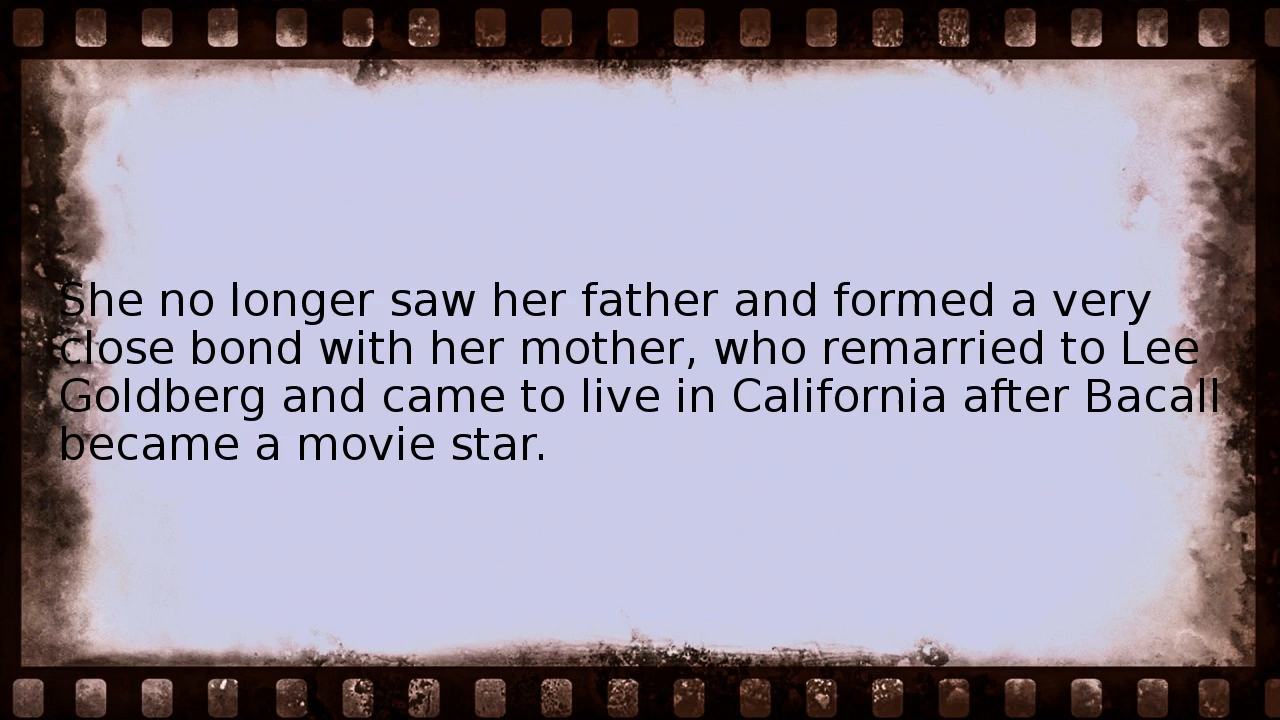 She no longer saw her father and formed a very
close bond with her mother, who remarried to Lee
Goldberg and came to live in California after Bacall
became a movie star.